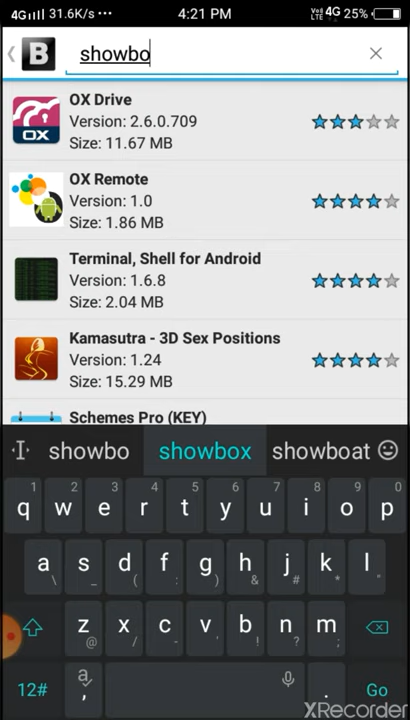 4G 31.6K/s ··· 4:21 PM VoD LTE 4G 25%
B showbo ×
OX Drive
Version: 2.6.0.709
Size: 11.67 MB
OX
OX Remote
Version: 1.0
Size: 1.86 MB
Terminal, Shell for Android
Version: 1.6.8
Size: 2.04 MB
Kamasutra - 3D Sex Positions
Version: 1.24
Size: 15.29 MB
Schemes Pro (KEY)
showbo showbox showboat
1 2 3 4 5 6 7 8 9 0
q w e r t y u i o p
a s d f g h j k l
\ _ ( : ) & # * "
z x c v b n m
@ / - ' ! ? ;
12# a , . Go
XRecorder